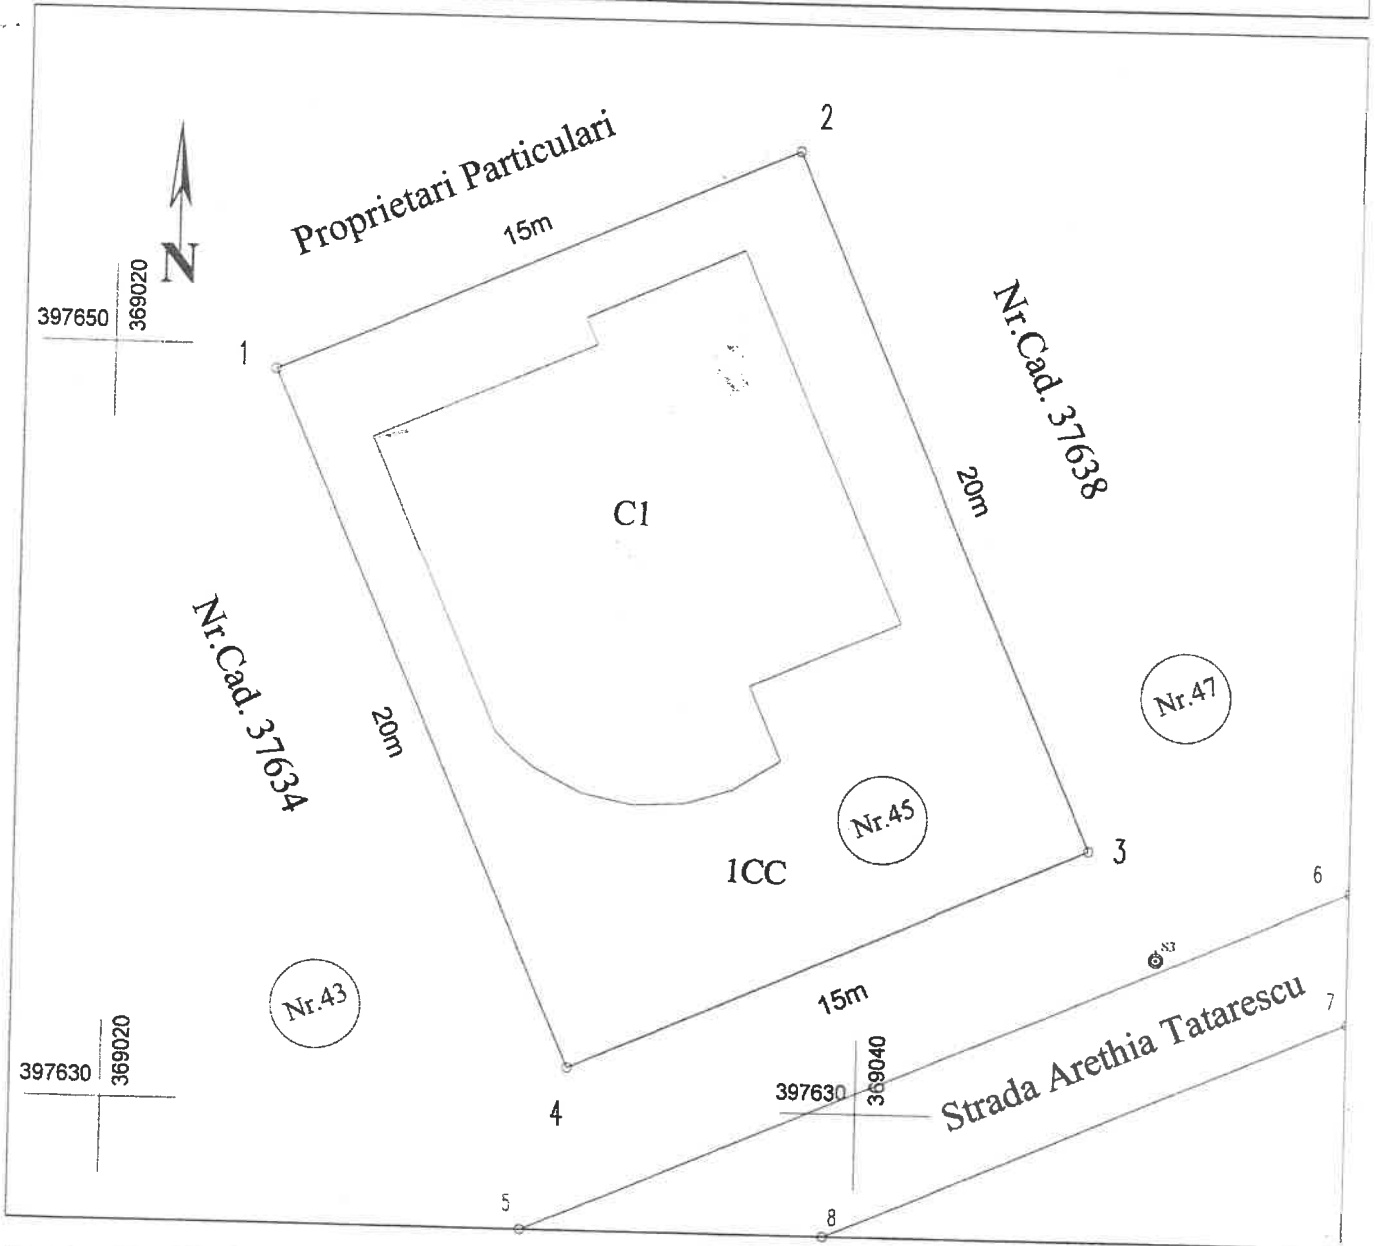 2
Proprietari Particulari
15m
N
397650
369020
1
Nr.Cad. 37638
20m
C1
Nr.Cad. 37634
20m
Nr.47
Nr.45
1CC
3
6
Nr.43
15m
S3
7
Strada Arethia Tatarescu
397630
369020
397630
369040
4
5
8